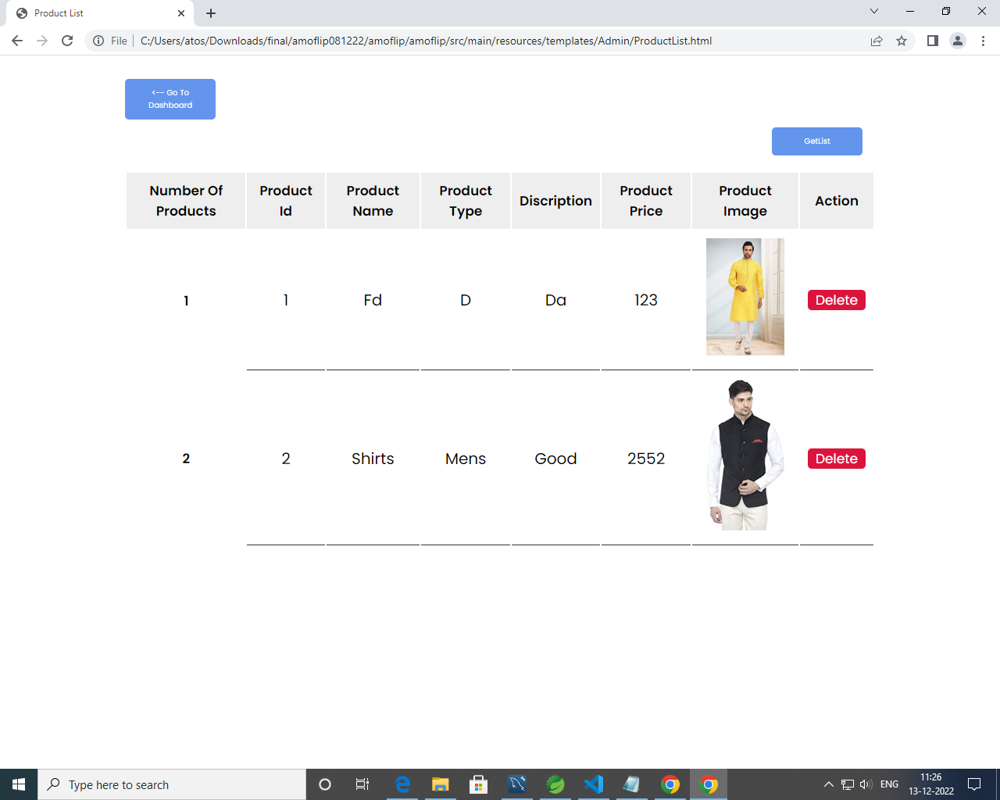 Product List
File
C:/Users/atos/Downloads/final/amoflip081222/amoflip/amoflip/src/main/resources/templates/Admin/ProductList.html
<-- Go To
Dashboard
GetList
Number Of Products
Product Id
Product Name
Product Type
Discription
Product Price
Product Image
Action
1 1 Fd D Da 123 Delete
2 2 Shirts Mens Good 2552 Delete
Type here to search
ENG
11:26
13-12-2022